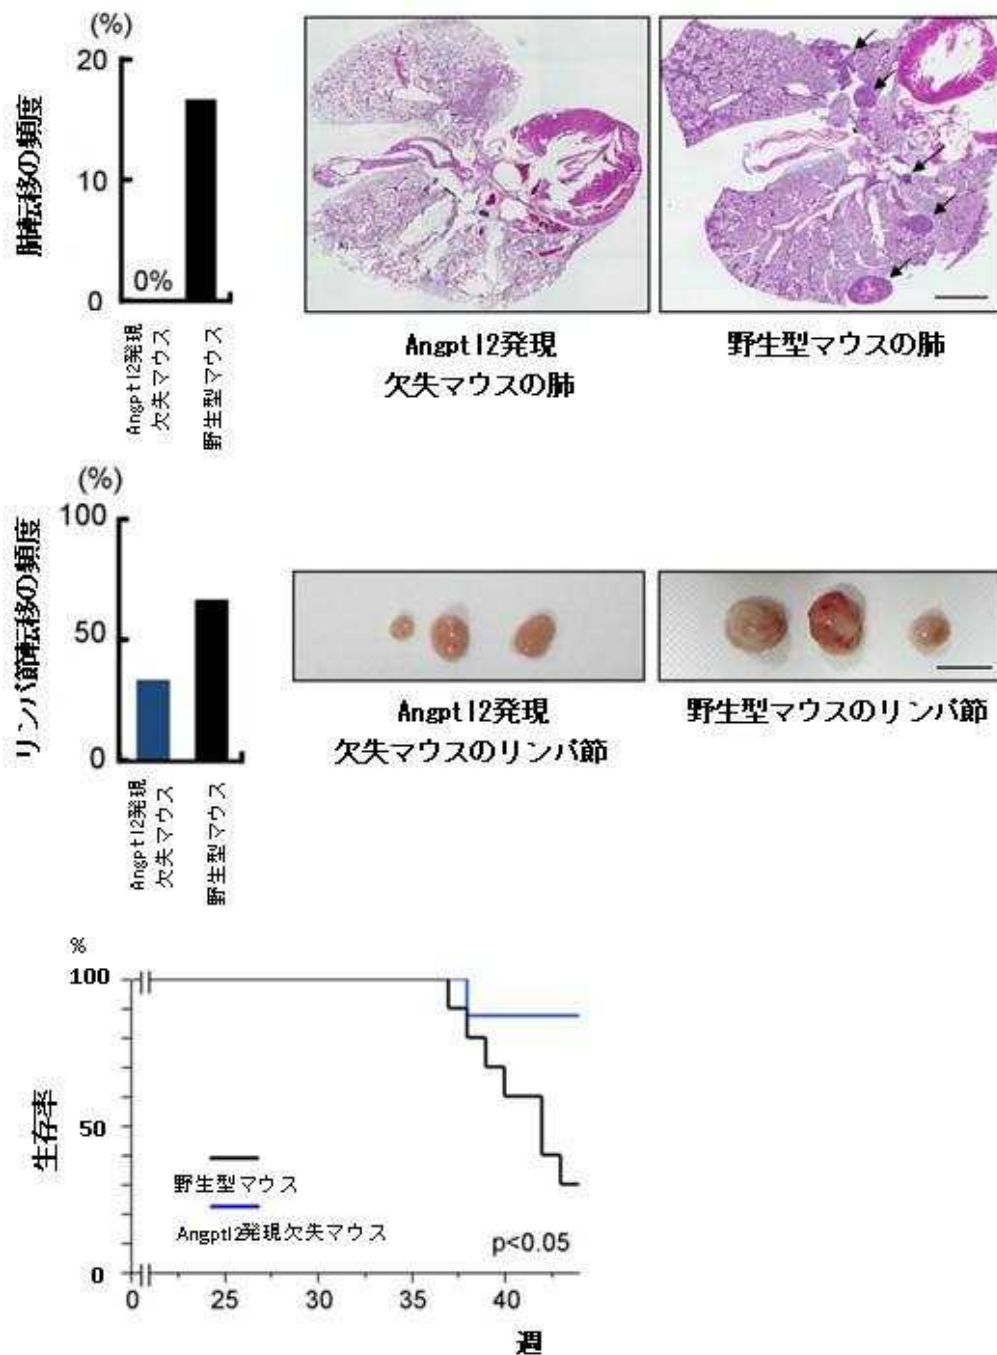 (%)
20
10
0
0%
肺転移の頻度
Angptl2発現
欠失マウス
野生型マウス
Angptl2発現
欠失マウスの肺
野生型マウスの肺
(%)
100
50
0
リンパ節転移の頻度
Angptl2発現
欠失マウス
野生型マウス
Angptl2発現
欠失マウスのリンパ節
野生型マウスのリンパ節
%
100
50
0
生存率
野生型マウス
Angptl2発現欠失マウス
p<0.05
0 25 30 35 40
週